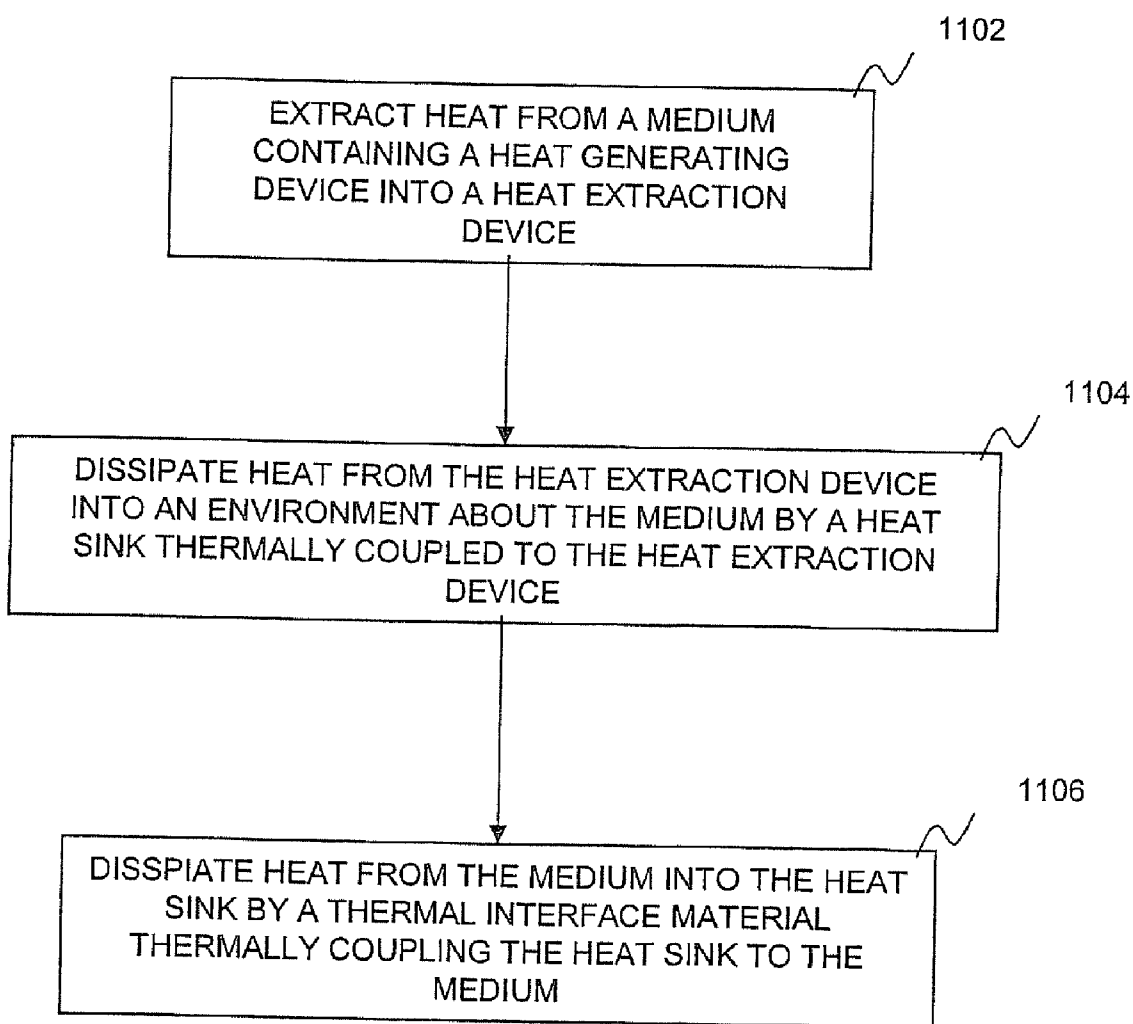 1102
EXTRACT HEAT FROM A MEDIUM
CONTAINING A HEAT GENERATING
DEVICE INTO A HEAT EXTRACTION
DEVICE
1104
DISSIPATE HEAT FROM THE HEAT EXTRACTION DEVICE
INTO AN ENVIRONMENT ABOUT THE MEDIUM BY A HEAT
SINK THERMALLY COUPLED TO THE HEAT EXTRACTION
DEVICE
1106
DISSPIATE HEAT FROM THE MEDIUM INTO THE HEAT
SINK BY A THERMAL INTERFACE MATERIAL
THERMALLY COUPLING THE HEAT SINK TO THE
MEDIUM